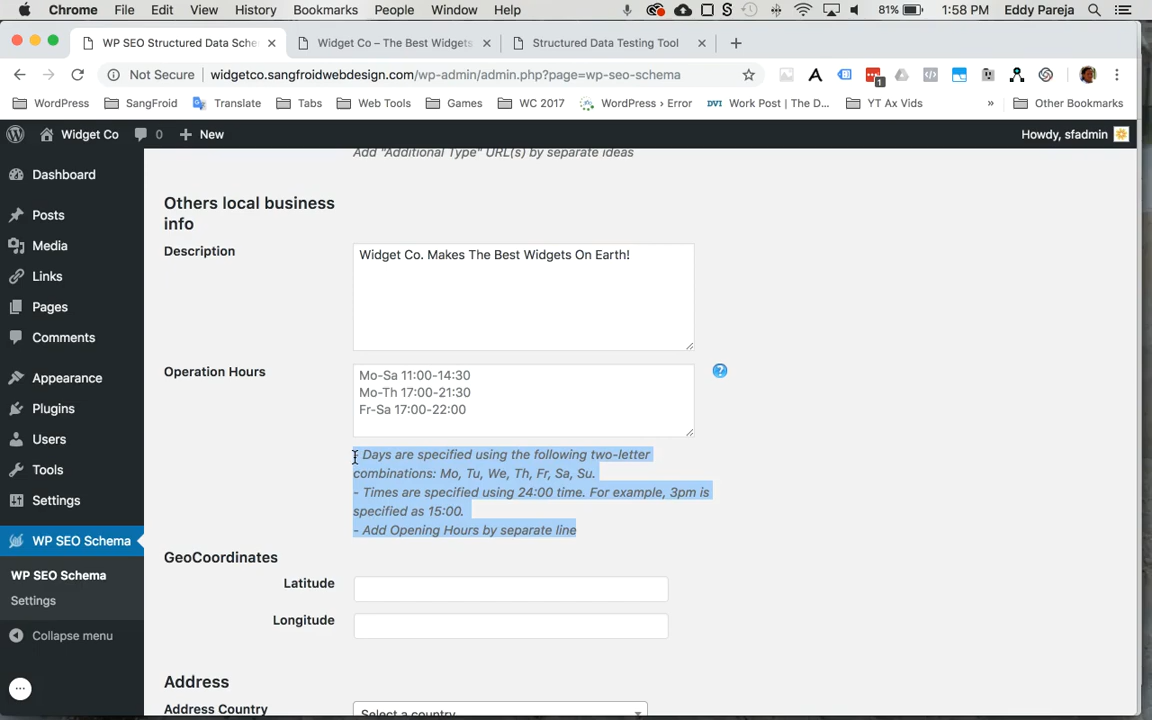 Chrome File Edit View History Bookmarks People Window Help 81% 1:58 PM Eddy Pareja
WP SEO Structured Data Sche
Widget Co – The Best Widgets
Structured Data Testing Tool
Not Secure widgetco.sangfroidwebdesign.com/wp-admin/admin.php?page=wp-seo-schema
1
WordPress SangFroid Translate Tabs Web Tools Games WC 2017 WordPress › Error DVI Work Post | The D... YT Ax Vids » Other Bookmarks
Widget Co 0 New Howdy, sfadmin
Dashboard
Posts
Media
Links
Pages
Comments
Appearance
Plugins
Users
Tools
Settings
WP SEO Schema
WP SEO Schema
Settings
Collapse menu
Add "Additional Type" URL(s) by separate ideas
Others local business
info
Description
Widget Co. Makes The Best Widgets On Earth!
Operation Hours
Mo-Sa 11:00-14:30
Mo-Th 17:00-21:30
Fr-Sa 17:00-22:00
?
- Days are specified using the following two-letter
combinations: Mo, Tu, We, Th, Fr, Sa, Su.
- Times are specified using 24:00 time. For example, 3pm is
specified as 15:00.
- Add Opening Hours by separate line
GeoCoordinates
Latitude
Longitude
Address
Address Country
Select a country